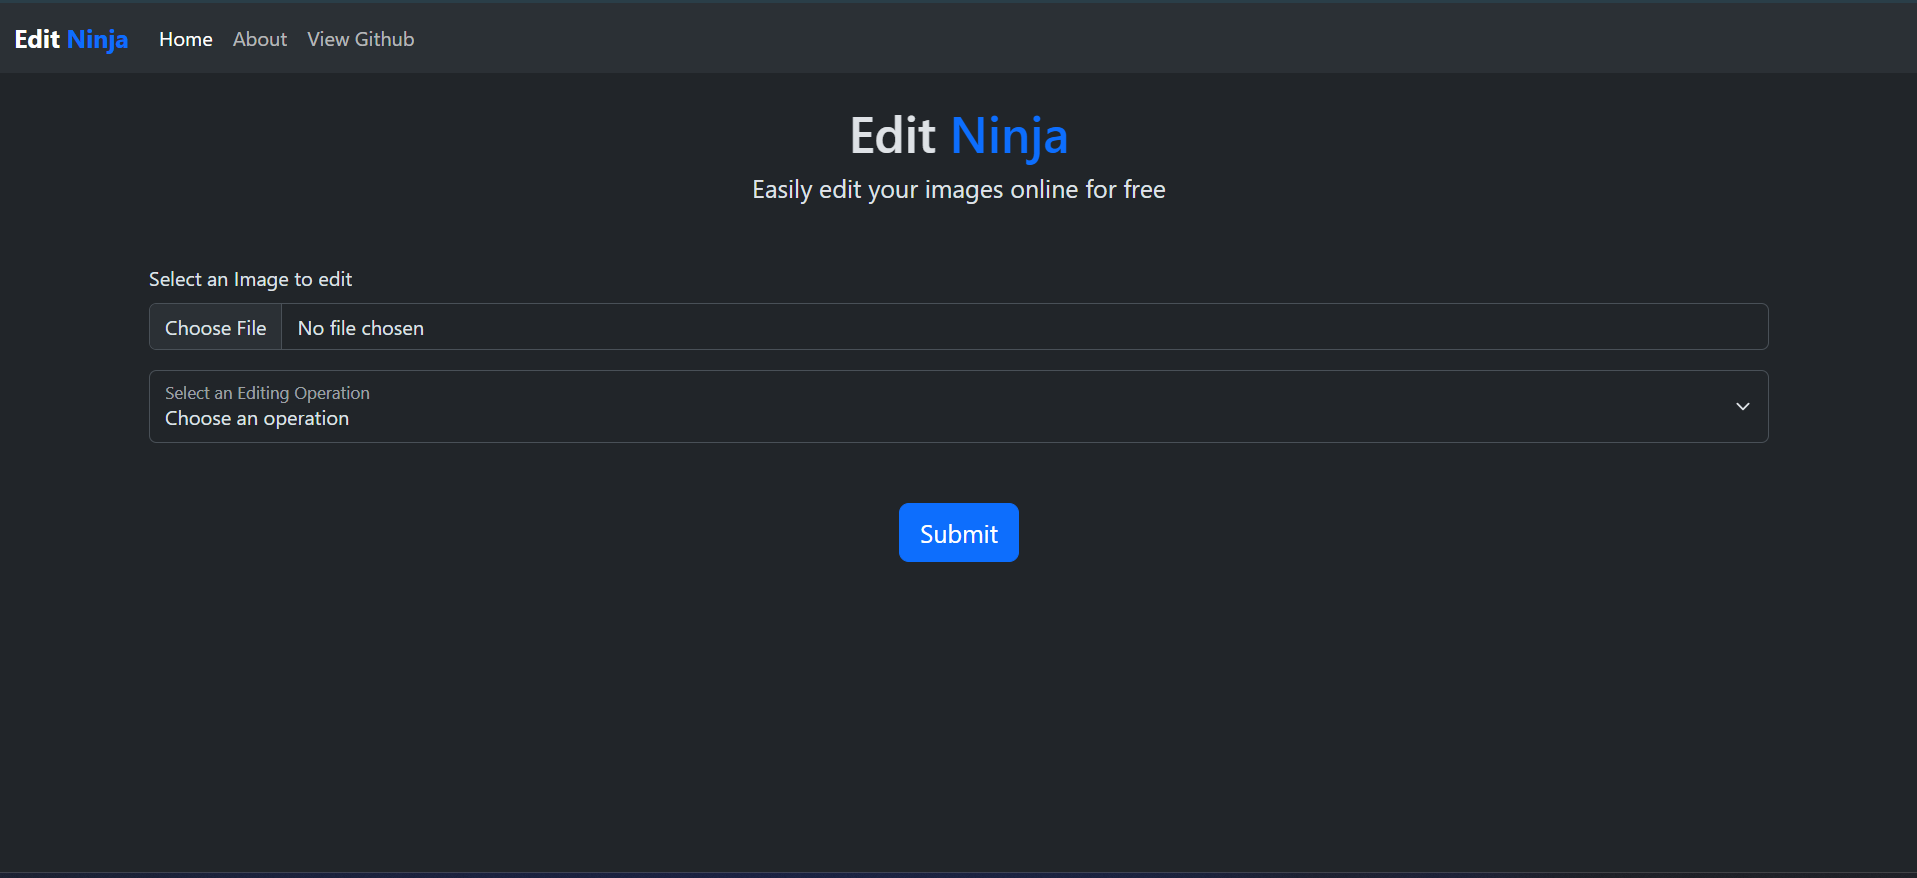 Edit Ninja Home About View Github
Edit Ninja
Easily edit your images online for free
Select an Image to edit
Choose File No file chosen
Select an Editing Operation
Choose an operation
Submit